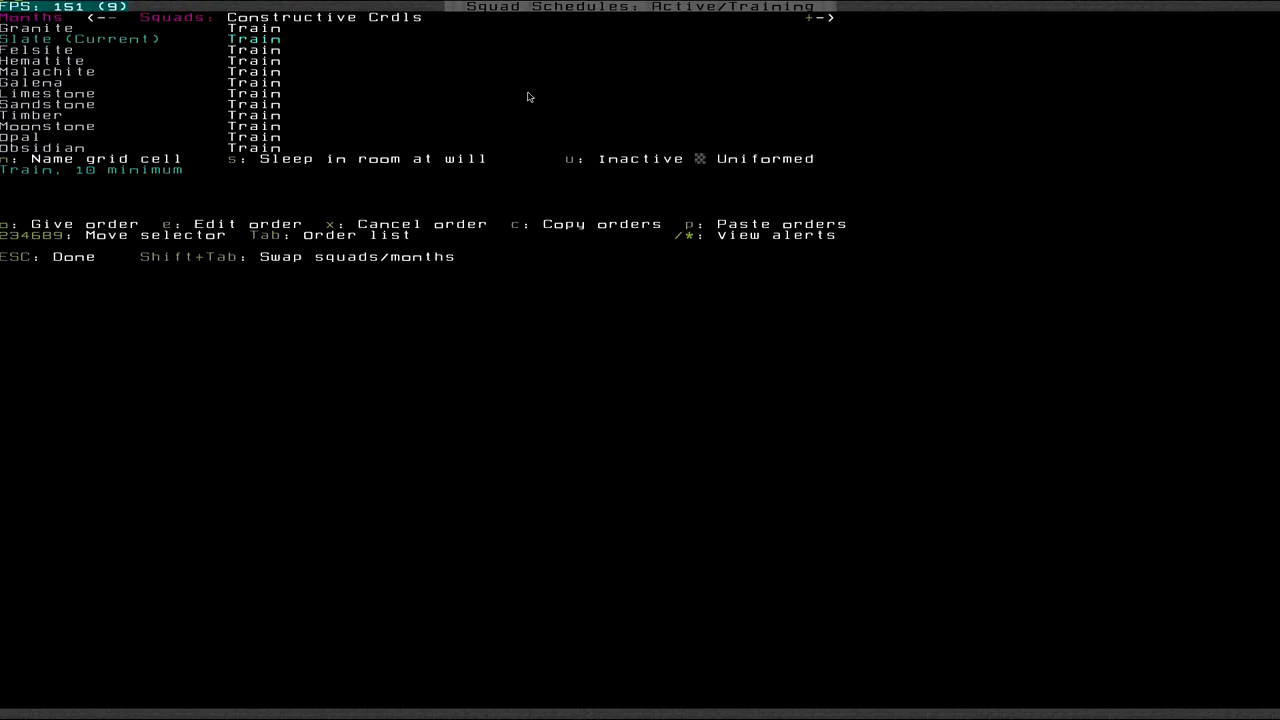 FPS: 151 (9)
Squad Schedules: Active/Training
Months <-- Squads: Constructive Crdls +->
Granite Train
Slate (Current) Train
Felsite Train
Hematite Train
Malachite Train
Galena Train
Limestone Train
Sandstone Train
Timber Train
Moonstone Train
Opal Train
Obsidian Train
n: Name grid cell s: Sleep in room at will u: Inactive ▒ Uniformed
Train, 10 minimum
o: Give order e: Edit order x: Cancel order c: Copy orders p: Paste orders
234689: Move selector Tab: Order list /*: View alerts
ESC: Done Shift+Tab: Swap squads/months